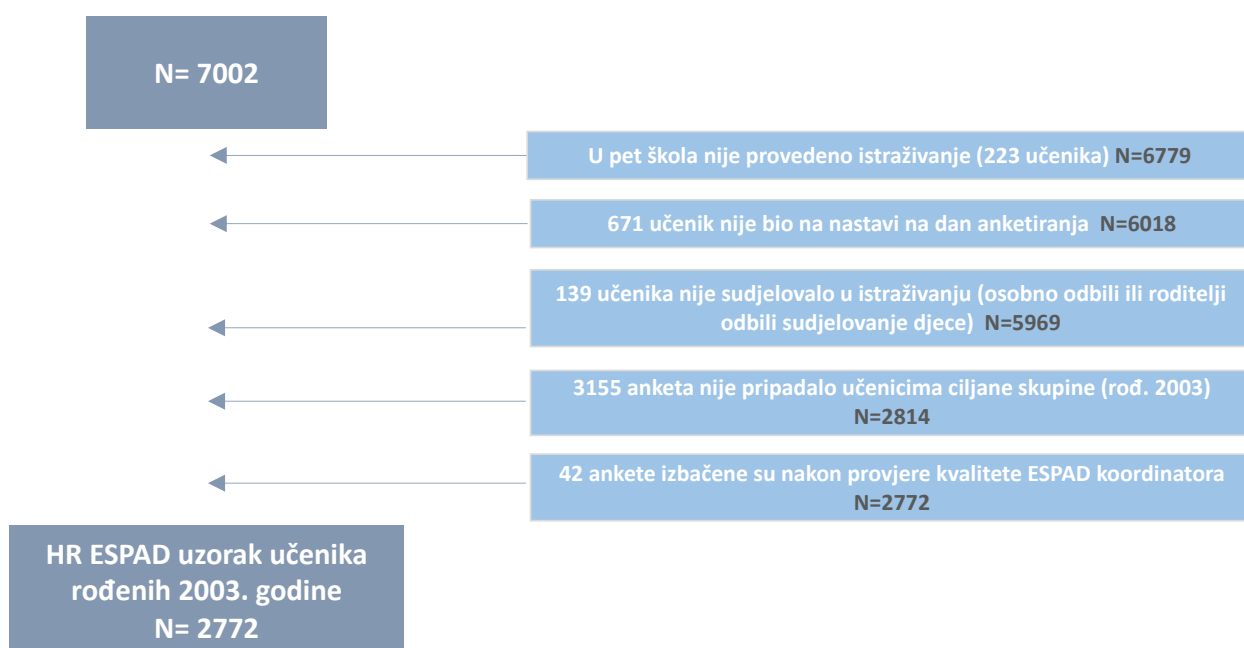 N= 7002
U pet škola nije provedeno istraživanje (223 učenika) N=6779
671 učenik nije bio na nastavi na dan anketiranja N=6018
139 učenika nije sudjelovalo u istraživanju (osobno odbili ili roditelji
odbili sudjelovanje djece) N=5969
3155 anketa nije pripadalo učenicima ciljane skupine (rođ. 2003)
N=2814
42 ankete izbačene su nakon provjere kvalitete ESPAD koordinatora
N=2772
HR ESPAD uzorak učenika
rođenih 2003. godine
N= 2772